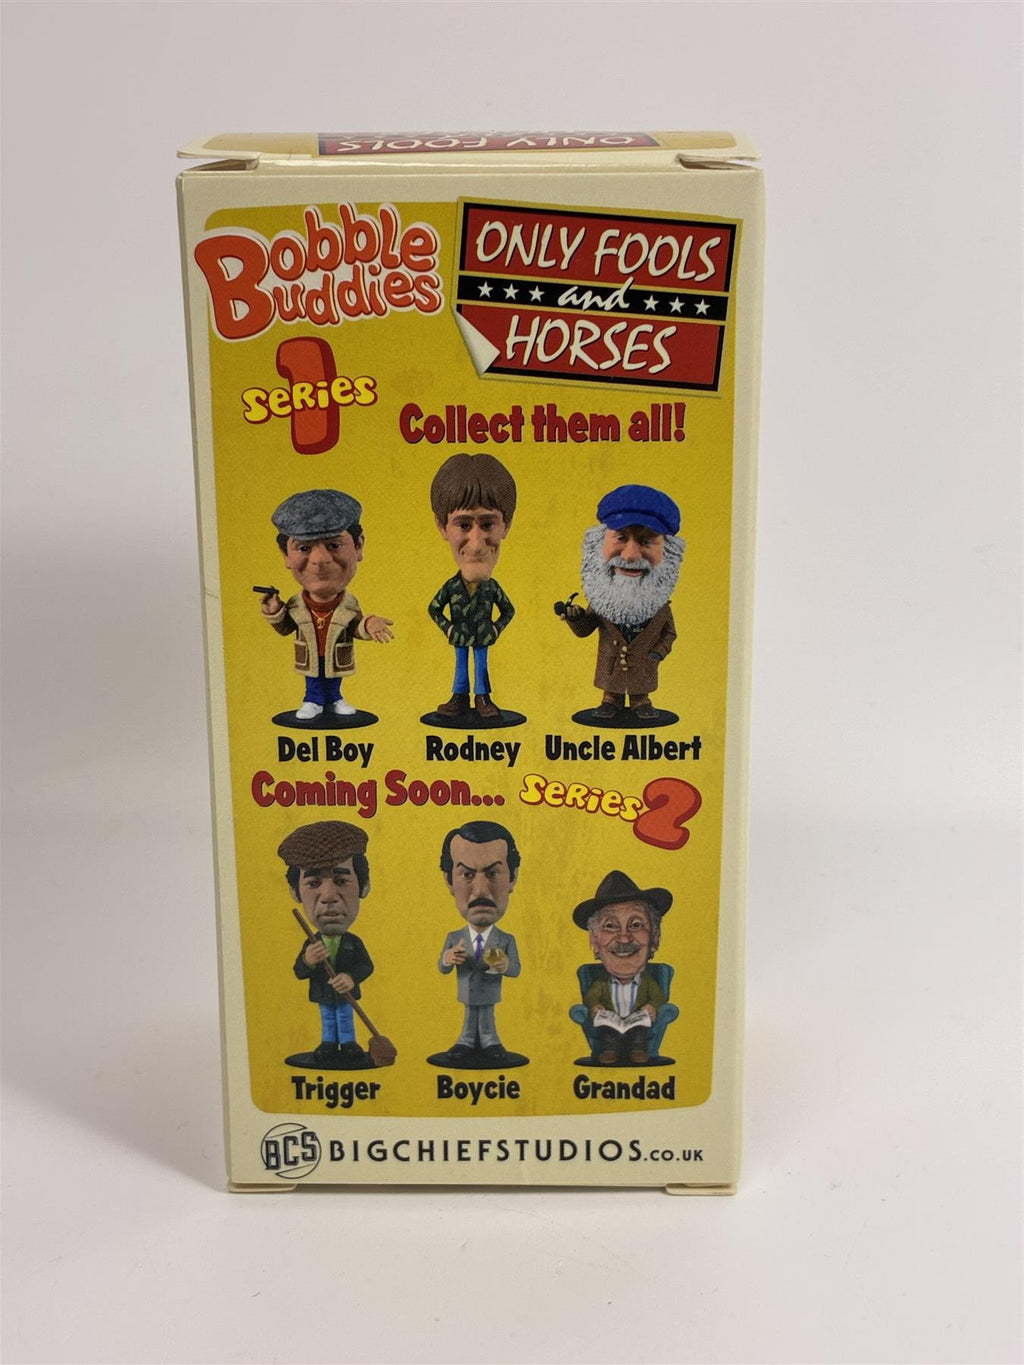 ONLY FOOLS
Bobble
Buddies
ONLY FOOLS
and
HORSES
SERIES 1
Collect them all!
Del Boy Rodney Uncle Albert
Coming Soon... SERIES 2
Trigger Boycie Grandad
BCS BIGCHIEFSTUDIOS.CO.UK